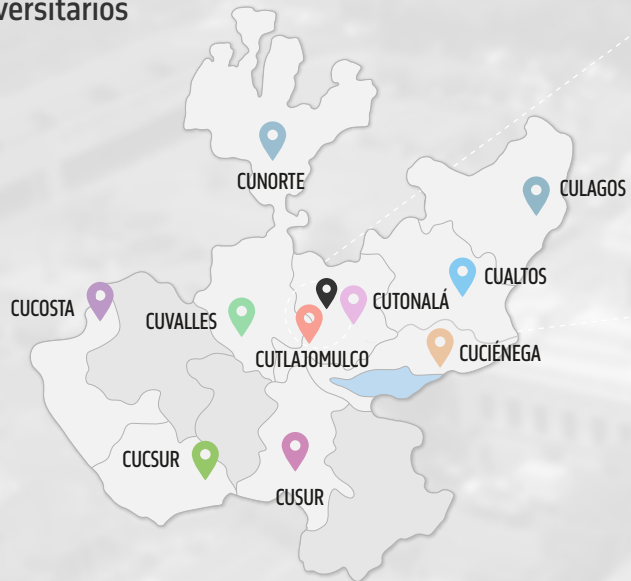 versitarios
CUNORTE
CULAGOS
CUALTOS
CUCOSTA
CUTONALÁ
CUVALLES
CUTLAJOMULCO
CUCIÉNEGA
CUCSUR
CUSUR